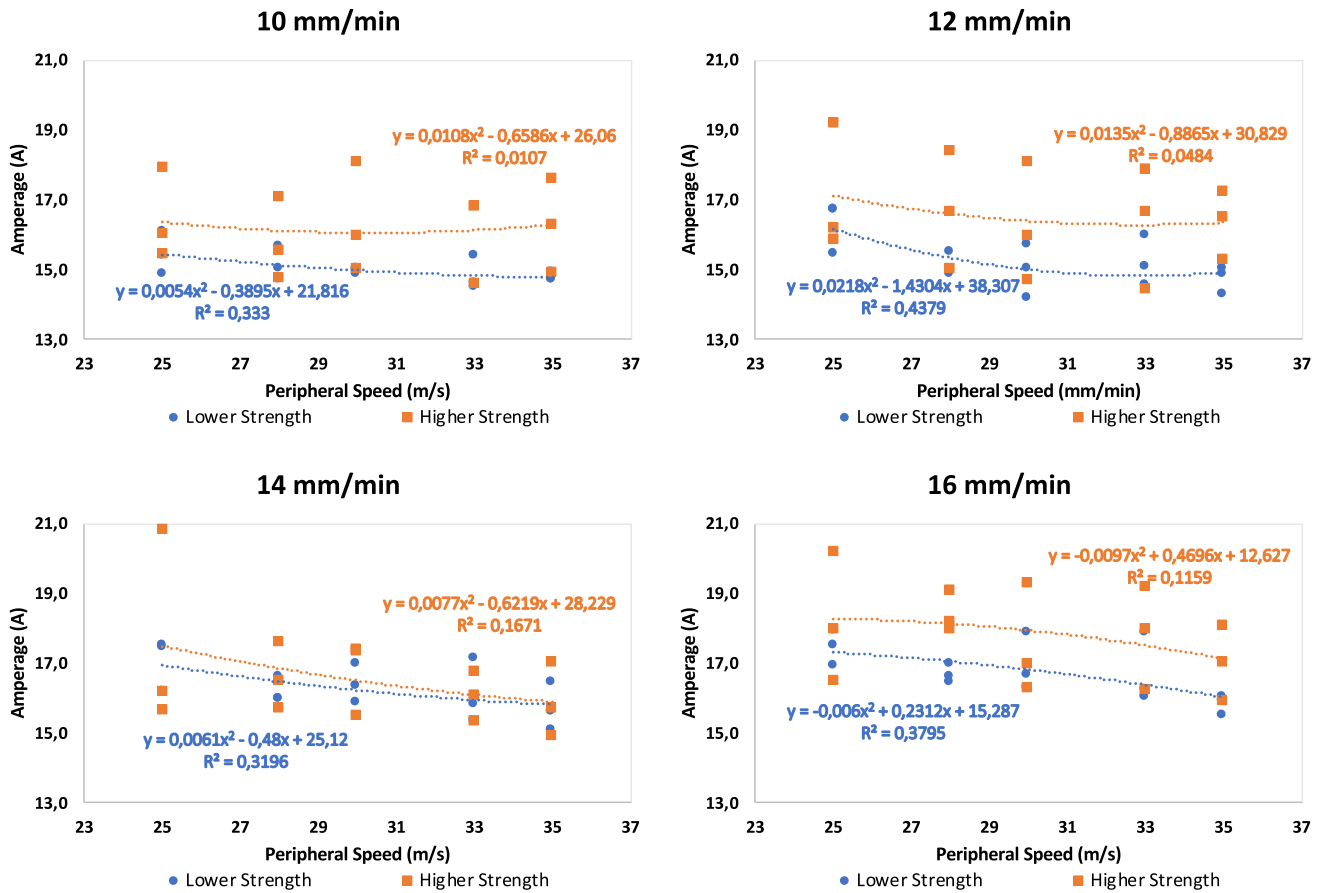 10 mm/min
21,0
19,0
17,0
15,0
13,0
Amperage (A)
y = 0,0108x² - 0,6586x + 26,06
R² = 0,0107
y = 0,0054x² - 0,3895x + 21,816
R² = 0,333
23 25 27 29 31 33 35 37
Peripheral Speed (m/s)
Lower Strength Higher Strength
12 mm/min
21,0
19,0
17,0
15,0
13,0
Amperage (A)
y = 0,0135x² - 0,8865x + 30,829
R² = 0,0484
y = 0,0218x² - 1,4304x + 38,307
R² = 0,4379
23 25 27 29 31 33 35 37
Peripheral Speed (mm/min)
Lower Strength Higher Strength
14 mm/min
21,0
19,0
17,0
15,0
13,0
Amperage (A)
y = 0,0077x² - 0,6219x + 28,229
R² = 0,1671
y = 0,0061x² - 0,48x + 25,12
R² = 0,3196
23 25 27 29 31 33 35 37
Peripheral Speed (m/s)
Lower Strength Higher Strength
16 mm/min
21,0
19,0
17,0
15,0
13,0
Amperage (A)
y = -0,0097x² + 0,4696x + 12,627
R² = 0,1159
y = -0,006x² + 0,2312x + 15,287
R² = 0,3795
23 25 27 29 31 33 35 37
Peripheral Speed (m/s)
Lower Strength Higher Strength